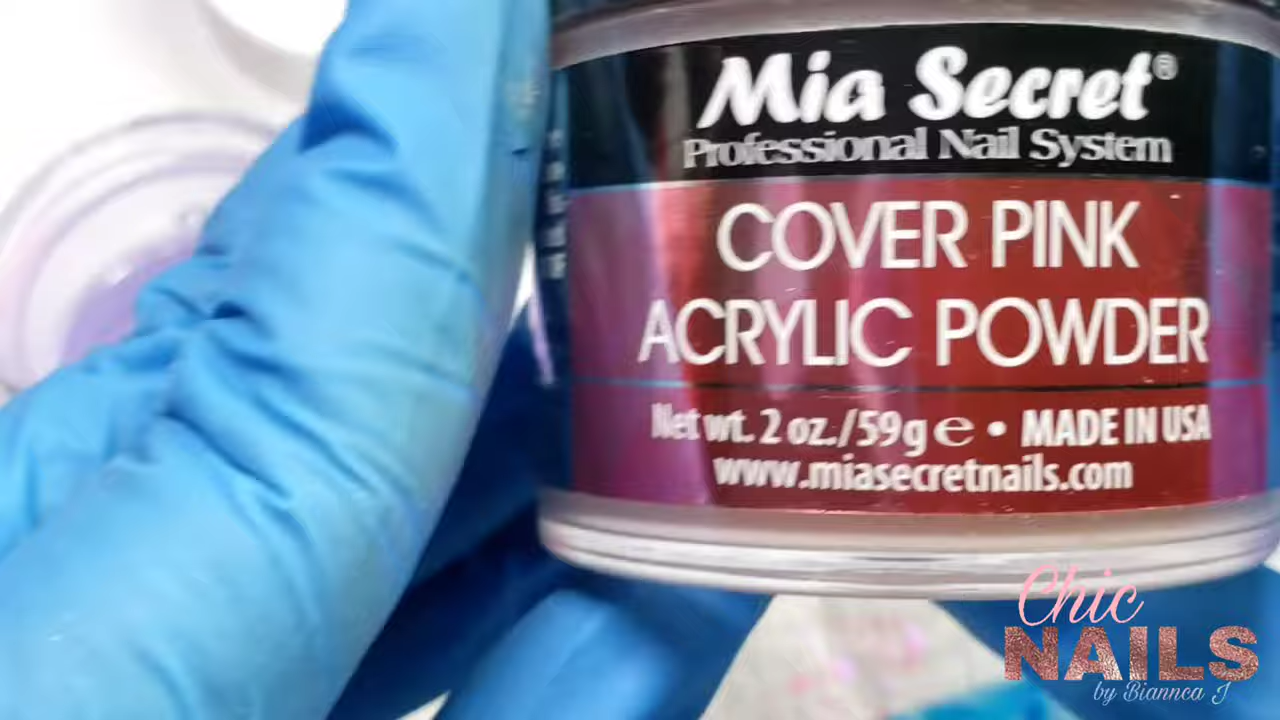 Mia Secret®
Professional Nail System
COVER PINK
ACRYLIC POWDER
Net wt. 2 oz./59g e • MADE IN USA
www.miasecretnails.com
Chic
NAILS
by Biannca J